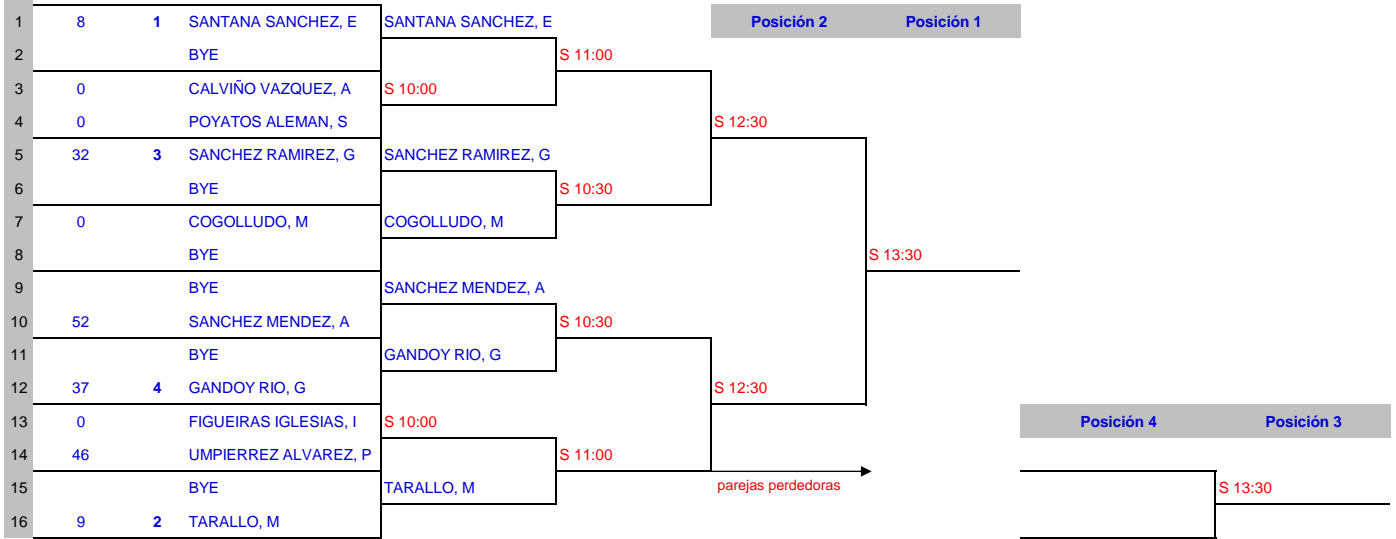 1 8 1 SANTANA SANCHEZ, E SANTANA SANCHEZ, E Posición 2 Posición 1
2 BYE S 11:00
3 0 CALVIÑO VAZQUEZ, A S 10:00
4 0 POYATOS ALEMAN, S S 12:30
5 32 3 SANCHEZ RAMIREZ, G SANCHEZ RAMIREZ, G
6 BYE S 10:30
7 0 COGOLLUDO, M COGOLLUDO, M
8 BYE S 13:30
9 BYE SANCHEZ MENDEZ, A
10 52 SANCHEZ MENDEZ, A S 10:30
11 BYE GANDOY RIO, G
12 37 4 GANDOY RIO, G S 12:30
13 0 FIGUEIRAS IGLESIAS, I S 10:00 Posición 4 Posición 3
14 46 UMPIERREZ ALVAREZ, P S 11:00
15 BYE TARALLO, M parejas perdedoras S 13:30
16 9 2 TARALLO, M